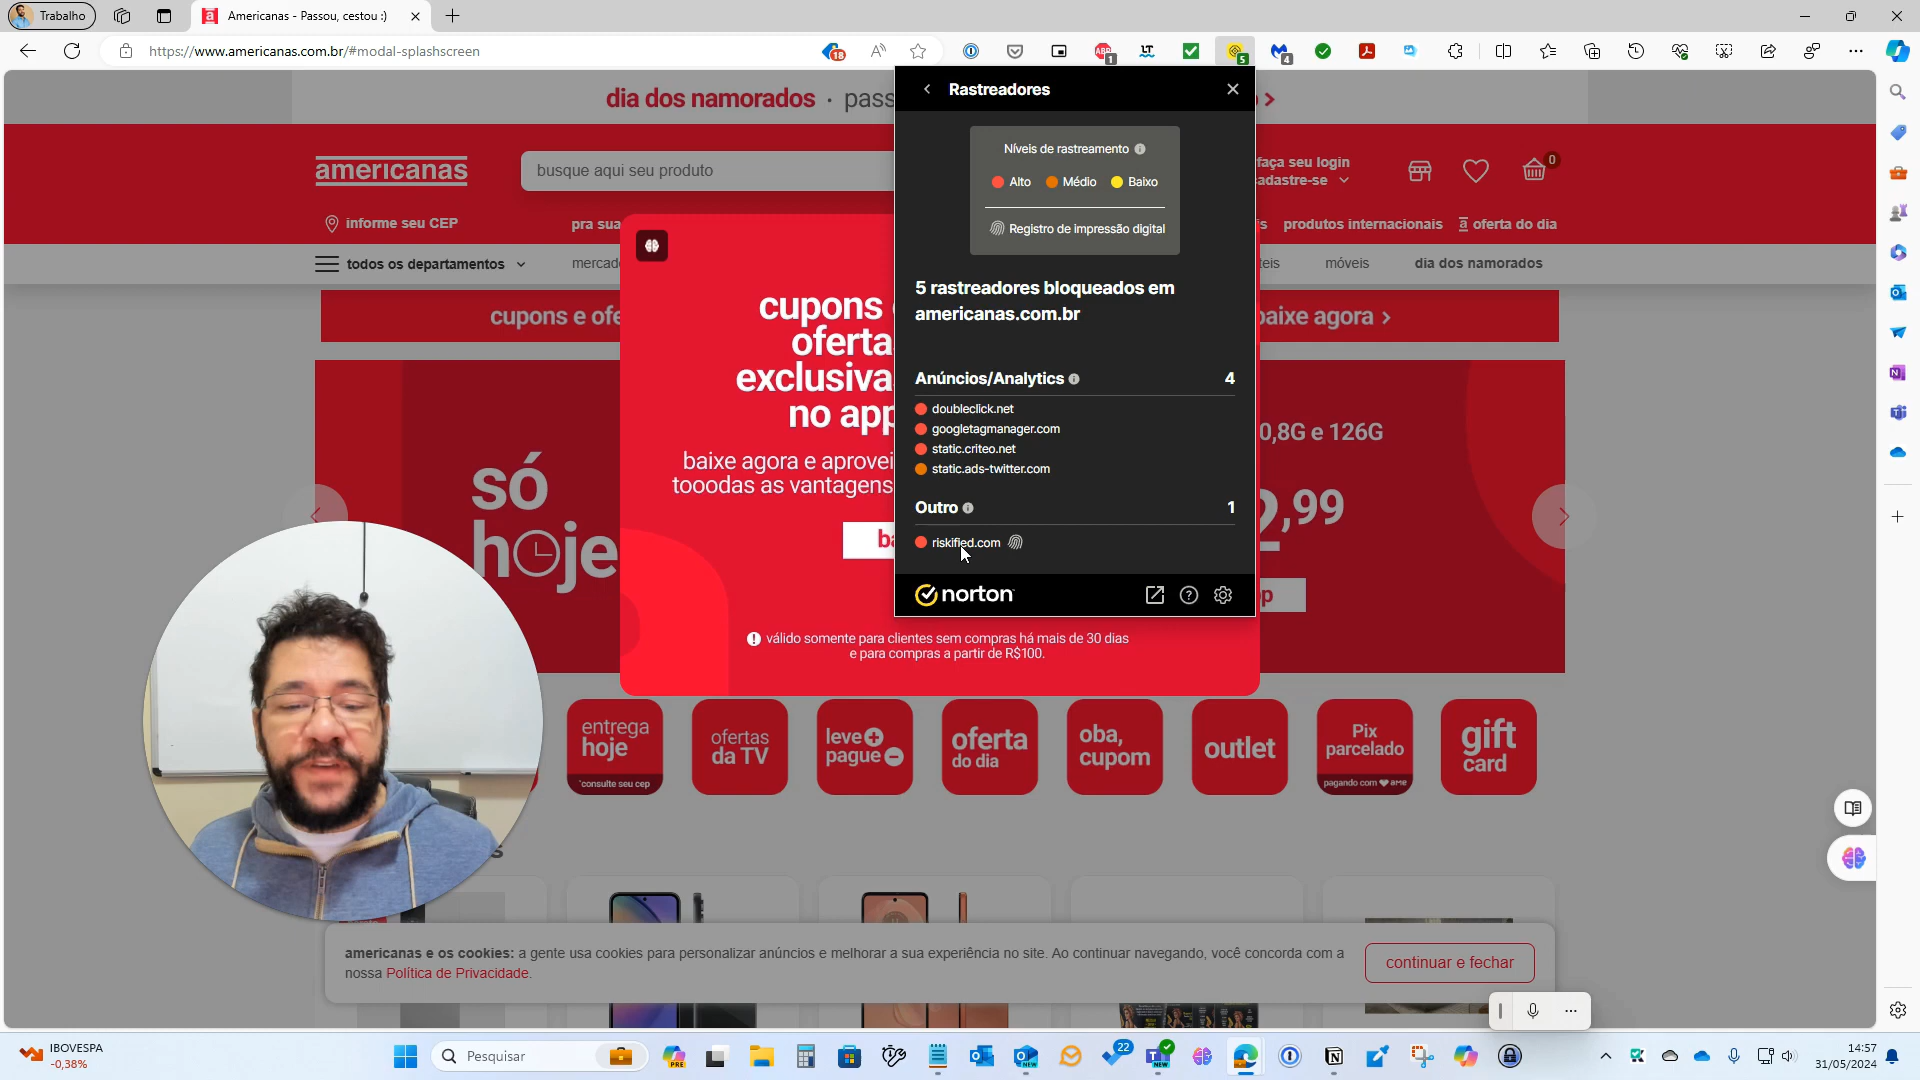 Trabalho
Americanas - Passou, cestou :)
https://www.americanas.com.br/#modal-splashscreen
18
1
5
4
dia dos namorados · pass
americanas
busque aqui seu produto
faça seu login
cadastre-se
0
informe seu CEP
pra sua
produtos internacionais
oferta do dia
todos os departamentos
móveis
dia dos namorados
Rastreadores
Níveis de rastreamento
Alto Médio Baixo
Registro de impressão digital
5 rastreadores bloqueados em
americanas.com.br
Anúncios/Analytics 4
doubleclick.net
googletagmanager.com
static.criteo.net
static.ads-twitter.com
Outro 1
riskified.com
norton
cupons e ofe
baixe agora >
cupons
oferta
exclusiva
no app
baixe agora e aprovei
tooodas as vantagens
válido somente para clientes sem compras há mais de 30 dias
e para compras a partir de R$100.
só
hoje
0,8G e 126G
2,99
entrega
hoje
*consulte seu cep
ofertas
da TV
leve+
pague-
oferta
do dia
oba,
cupom
outlet
Pix
parcelado
pagando com ame
gift
card
americanas e os cookies: a gente usa cookies para personalizar anúncios e melhorar a sua experiência no site. Ao continuar navegando, você concorda com a
nossa Política de Privacidade.
continuar e fechar
IBOVESPA
-0,38%
Pesquisar
PRE
NEW
22
NEW
14:57
31/05/2024